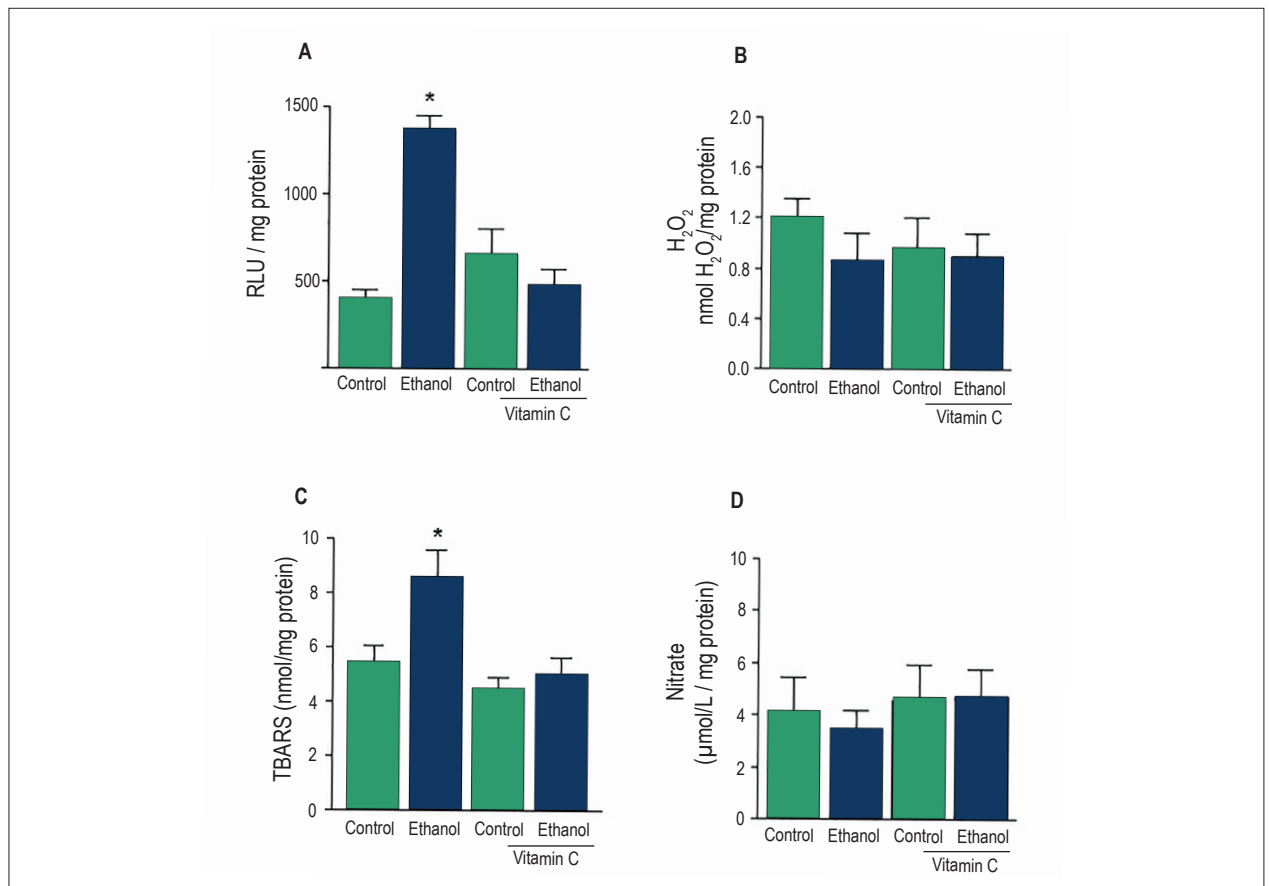 A
RLU / mg protein
1500
1000
500
*
Control Ethanol Control Ethanol
Vitamin C
B
H2O2
nmol H2O2/mg protein
2.0
1.6
1.2
0.8
0.4
0.0
Control Ethanol Control Ethanol
Vitamin C
C
TBARS (nmol/mg protein)
10
8
6
4
2
0
*
Control Ethanol Control Ethanol
Vitamin C
D
Nitrate
(µmol/L / mg protein)
10
8
6
4
2
0
Control Ethanol Control Ethanol
Vitamin C